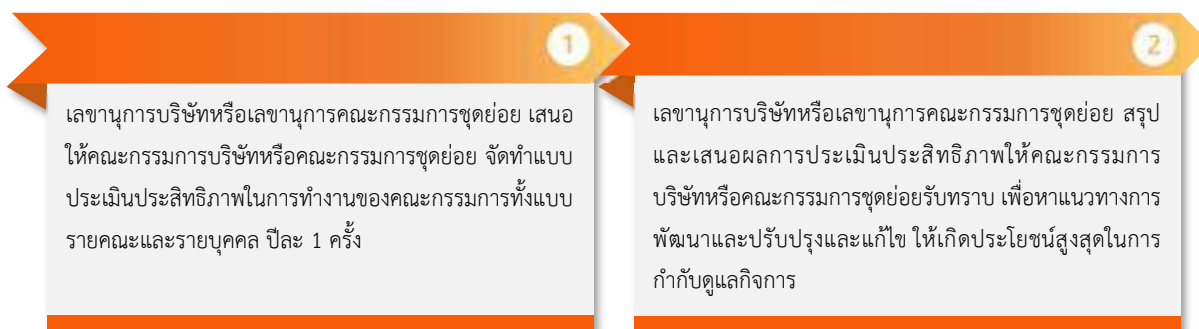 1
เลขานุการบริษัทหรือเลขานุการคณะกรรมการชุดย่อย เสนอ
ให้คณะกรรมการบริษัทหรือคณะกรรมการชุดย่อย จัดทำแบบ
ประเมินประสิทธิภาพในการทำงานของคณะกรรมการทั้งแบบ
รายคณะและรายบุคคล ปีละ 1 ครั้ง
2
เลขานุการบริษัทหรือเลขานุการคณะกรรมการชุดย่อย สรุป
และเสนอผลการประเมินประสิทธิภาพให้คณะกรรมการ
บริษัทหรือคณะกรรมการชุดย่อยรับทราบ เพื่อหาแนวทางการ
พัฒนาและปรับปรุงและแก้ไข ให้เกิดประโยชน์สูงสุดในการ
กำกับดูแลกิจการ